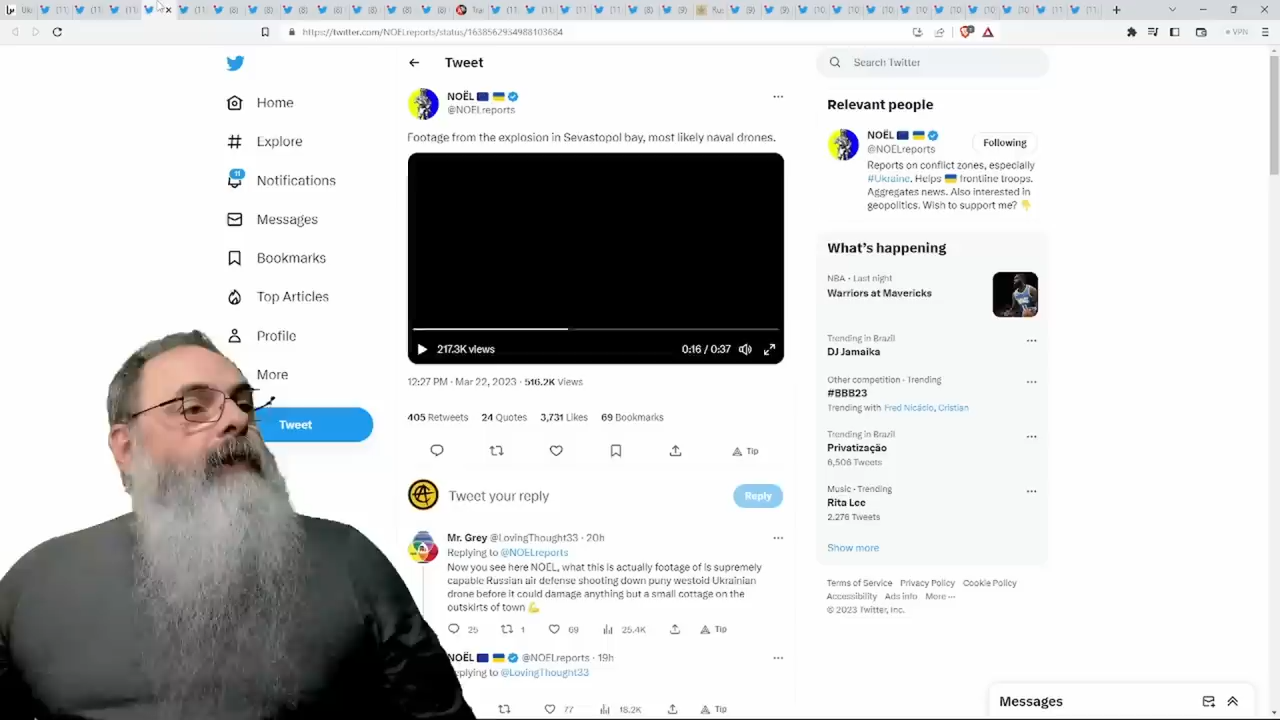 https://twitter.com/NOELreports/status/1638562934988103684
VPN
Home
Explore
11
Notifications
Messages
Bookmarks
Top Articles
Profile
More
Tweet
Tweet
NOËL
@NOELreports
Footage from the explosion in Sevastopol bay, most likely naval drones.
217.3K views
0:16 / 0:37
12:27 PM · Mar 22, 2023 · 516.2K Views
405 Retweets 24 Quotes 3,731 Likes 69 Bookmarks
Tip
Tweet your reply
Reply
Mr. Grey @LovingThought33 · 20h
Replying to @NOELreports
Now you see here NOEL, what this is actually footage of is supremely
capable Russian air defense shooting down puny westoid Ukrainian
drone before it could damage anything but a small cottage on the
outskirts of town
25 1 69 25.4K Tip
NOËL @NOELreports · 19h
Replying to @LovingThought33
77 18.2K Tip
Search Twitter
Relevant people
NOËL
@NOELreports
Following
Reports on conflict zones, especially
#Ukraine. Helps frontline troops.
Aggregates news. Also interested in
geopolitics. Wish to support me?
What's happening
NBA · Last night
Warriors at Mavericks
Trending in Brazil
DJ Jamaika
Other competition · Trending
#BBB23
Trending with Fred Nicácio, Cristian
Trending in Brazil
Privatização
6,506 Tweets
Music · Trending
Rita Lee
2,276 Tweets
Show more
Terms of Service Privacy Policy Cookie Policy
Accessibility Ads info More ···
© 2023 Twitter, Inc.
Messages